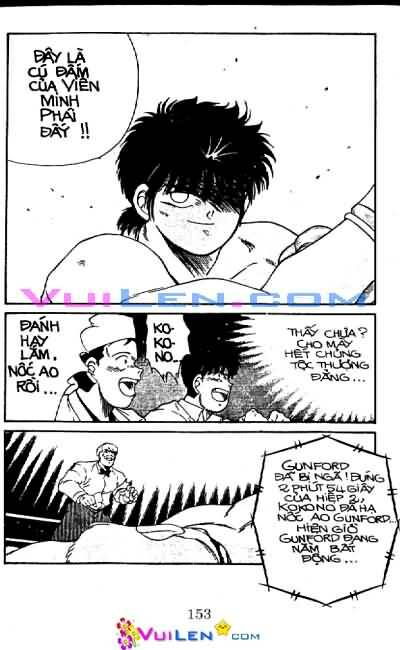 ĐÂY LÀ
CÚ ĐẤM
CỦA VIÊN
MINH
PHÁI
ĐẤY !!
VUILEN.COM
ĐÁNH
HAY
LẮM,
NỐC AO
RỒI...
KO-
KO-
NO...
THẤY CHƯA?
CHO MÀY
HẾT CHỦNG
TỘC THƯỢNG
ĐẲNG...
GUNFORD
ĐÃ BỊ NGÃ! ĐÚNG
2 PHÚT 54 GIÂY
CỦA HIỆP 2,
KOKONO ĐÃ HẠ
NỐC AO GUNFORD...
HIỆN GIỜ
GUNFORD ĐANG
NẰM BẤT
ĐỘNG...
153
VUILEN.COM